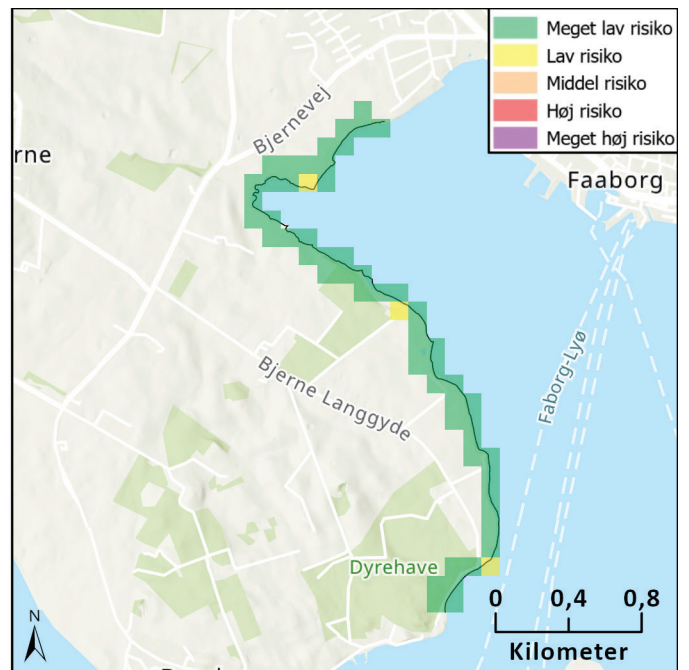 Meget lav risiko
Lav risiko
Middel risiko
Høj risiko
Meget høj risiko
Bjernevej
rne
Faaborg
Faborg-Lyø
Bjerne Langgyde
Dyrehave
0 0,4 0,8
Kilometer
N